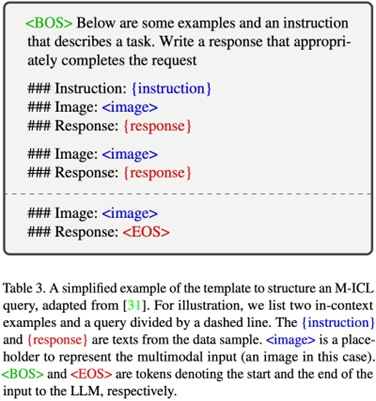 <BOS> Below are some examples and an instruction
that describes a task. Write a response that appropri-
ately completes the request
### Instruction: {instruction}
### Image: <image>
### Response: {response}
### Image: <image>
### Response: {response}
### Image: <image>
### Response: <EOS>
Table 3. A simplified example of the template to structure an M-ICL
query, adapted from [31]. For illustration, we list two in-context
examples and a query divided by a dashed line. The {instruction}
and {response} are texts from the data sample. <image> is a place-
holder to represent the multimodal input (an image in this case).
<BOS> and <EOS> are tokens denoting the start and the end of the
input to the LLM, respectively.